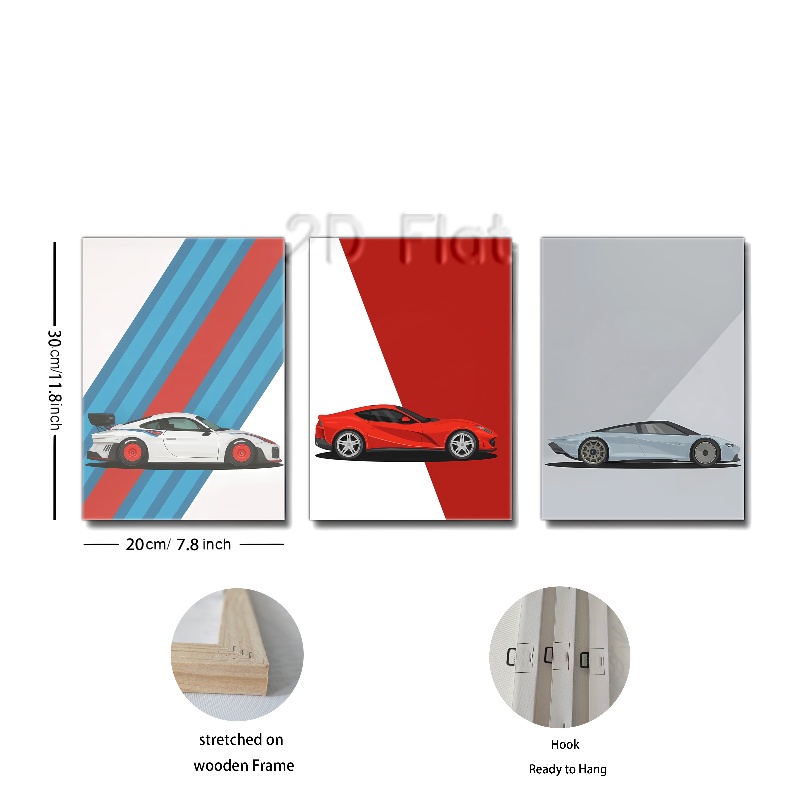 2D Flat
30cm/11.8inch
20cm/ 7.8 inch
stretched on
wooden Frame
Hook
Ready to Hang